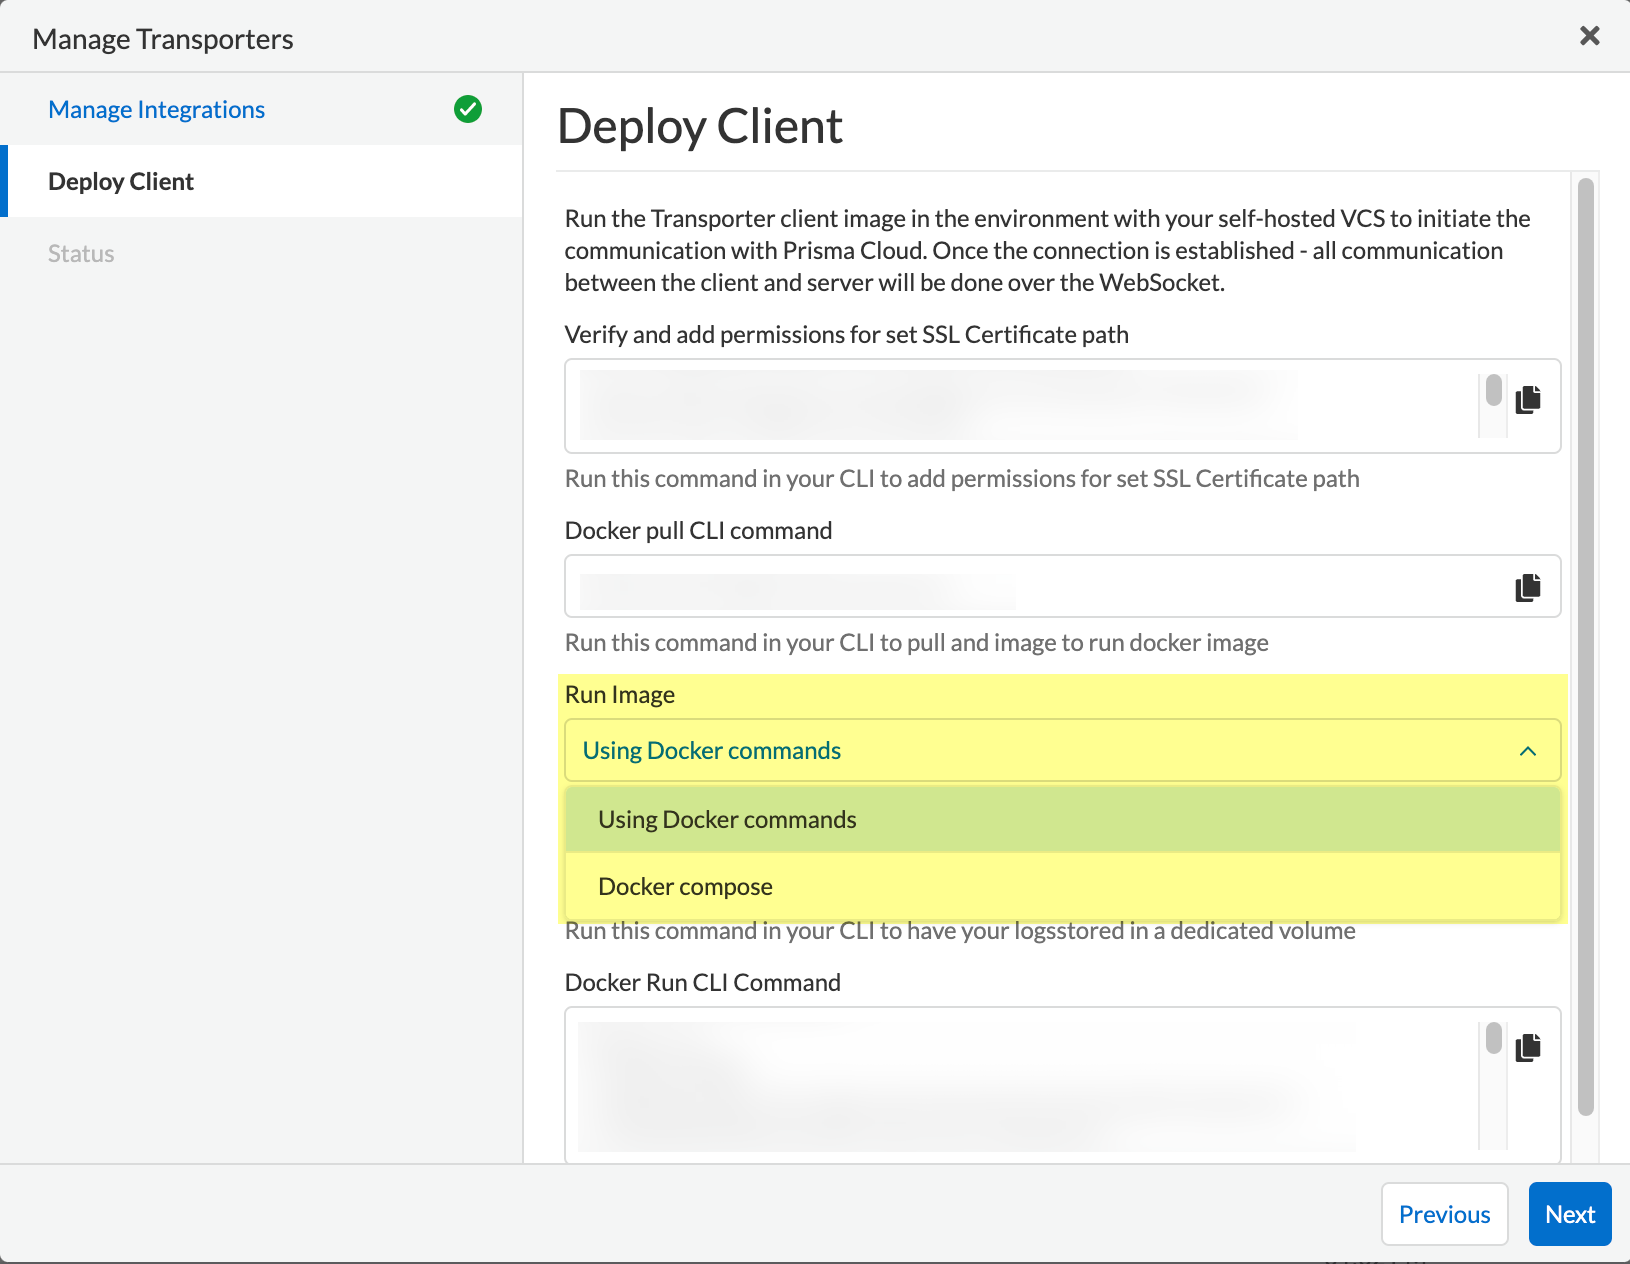 Manage Transporters
Manage Integrations
Deploy Client
Status
Deploy Client
Run the Transporter client image in the environment with your self-hosted VCS to initiate the
communication with Prisma Cloud. Once the connection is established - all communication
between the client and server will be done over the WebSocket.
Verify and add permissions for set SSL Certificate path
Run this command in your CLI to add permissions for set SSL Certificate path
Docker pull CLI command
Run this command in your CLI to pull and image to run docker image
Run Image
Using Docker commands
Using Docker commands
Docker compose
Run this command in your CLI to have your logsstored in a dedicated volume
Docker Run CLI Command
Previous
Next